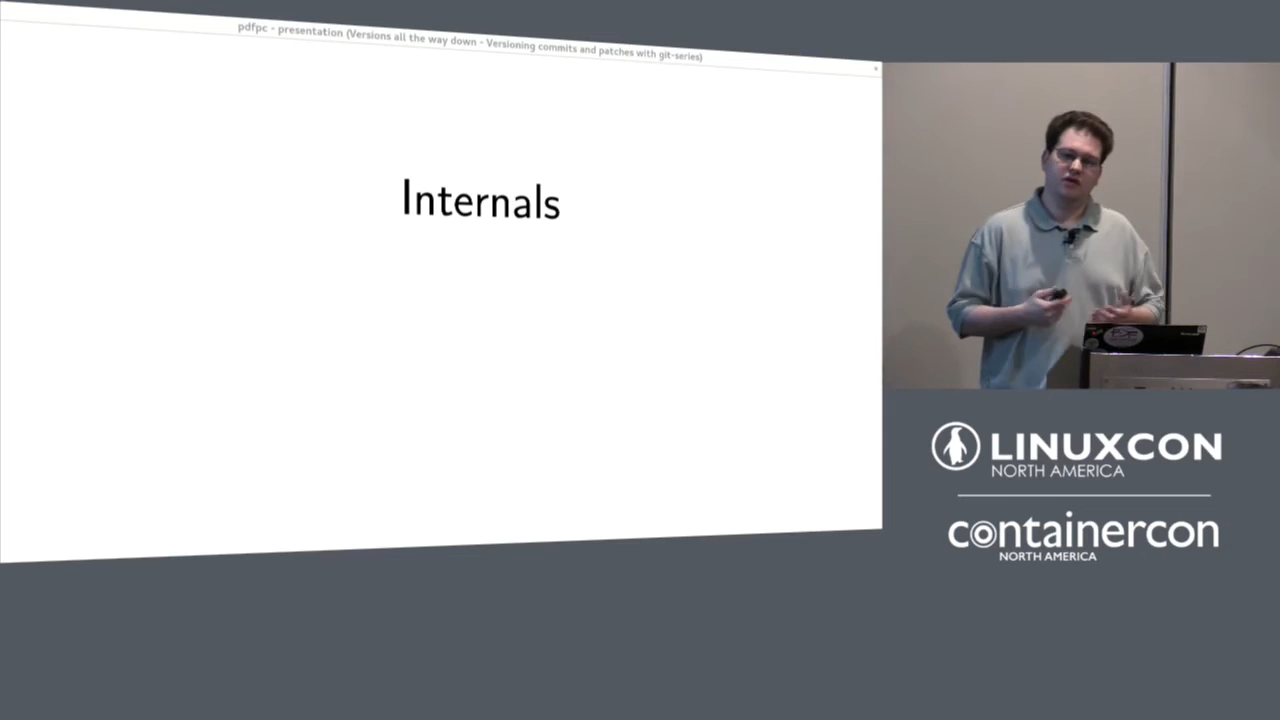 pdfpc - presentation (Versions all the way down - Versioning commits and patches with git-series)
Internals
LINUXCON
NORTH AMERICA
containercon
NORTH AMERICA